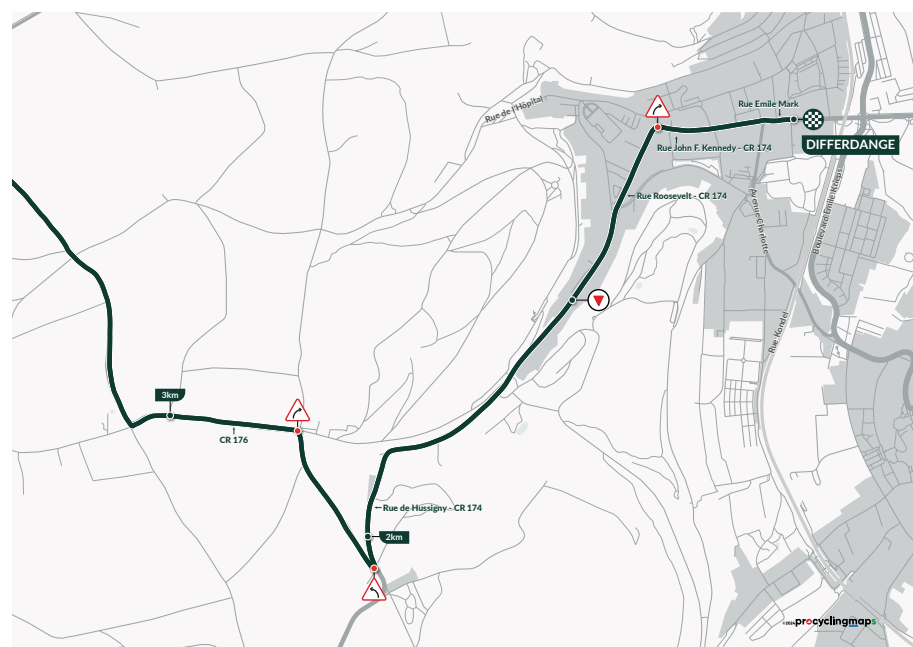 Rue Emile Mark
Rue de l'Hôpital
DIFFERDANGE
Rue John F. Kennedy - CR 174
Rue Roosevelt - CR 174
Avenue Charlotte
Boulevard Emile Krieps
Rue Kondel
3km
CR 176
Rue de Hussigny - CR 174
2km
©2024 procyclingmaps